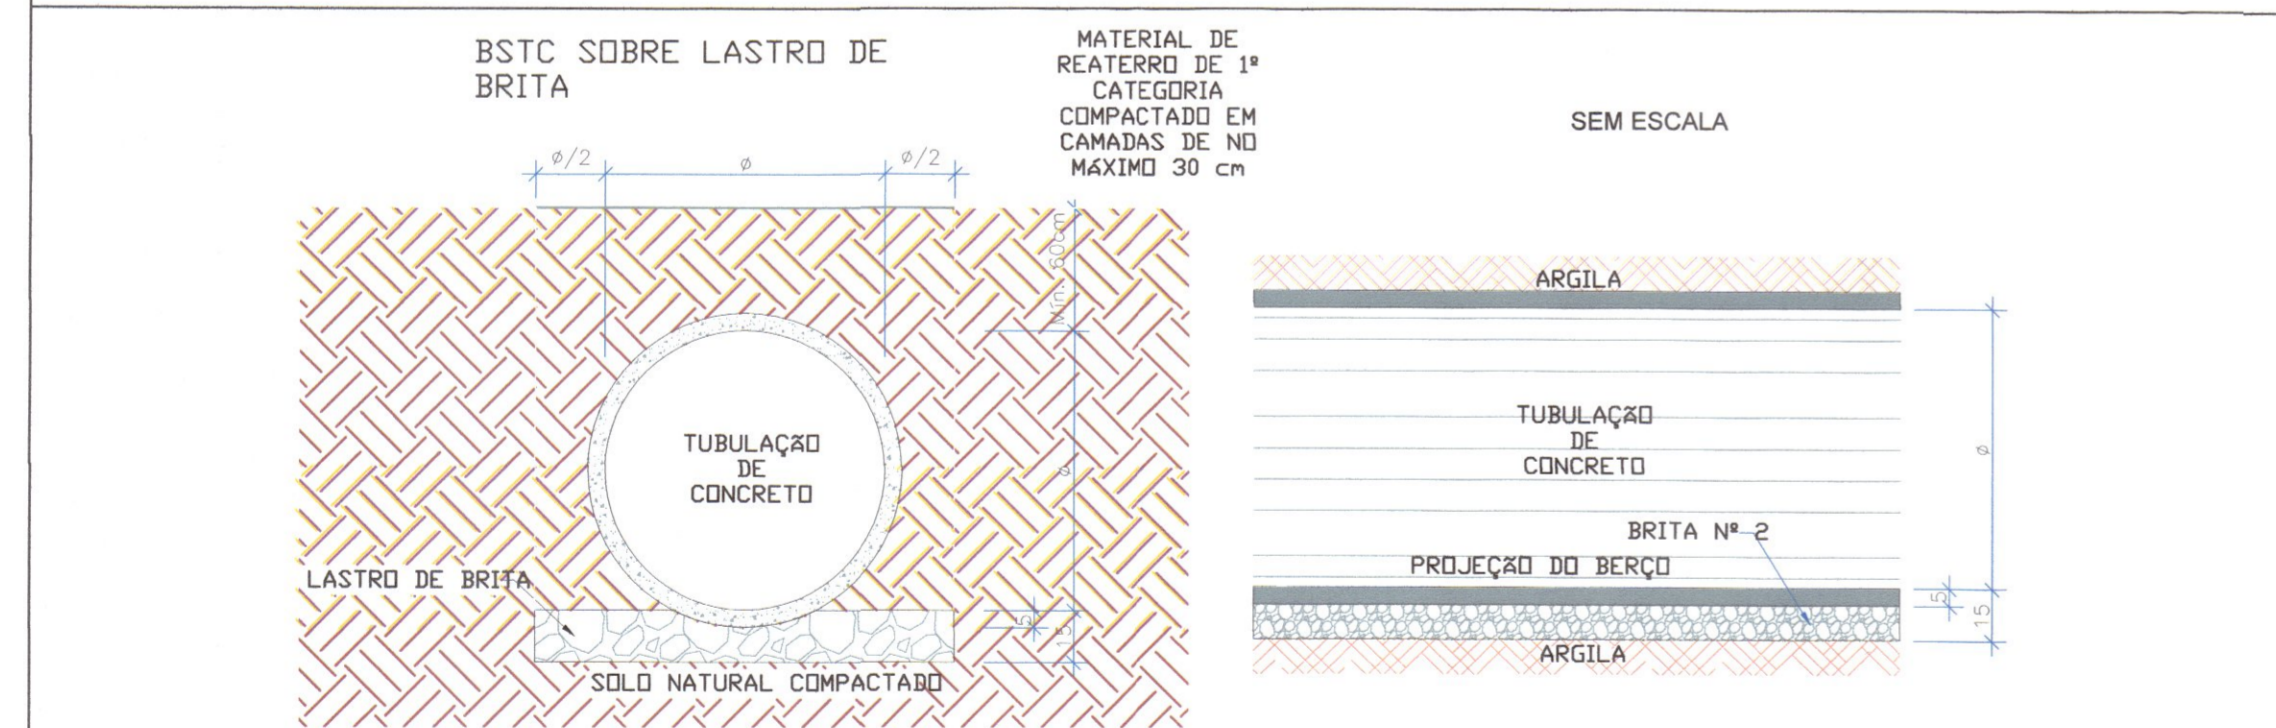 BSTC SOBRE LASTRO DE
BRITA
MATERIAL DE
REATERRO DE 1ª
CATEGORIA
COMPACTADO EM
CAMADAS DE NO
MÁXIMO 30 cm
SEM ESCALA
ø/2
ø
ø/2
Mín.: 60cm
TUBULAÇÃO
DE
CONCRETO
ø
LASTRO DE BRITA
5
15
SOLO NATURAL COMPACTADO
ARGILA
TUBULAÇÃO
DE
CONCRETO
ø
BRITA Nº 2
PROJEÇÃO DO BERÇO
5
15
ARGILA